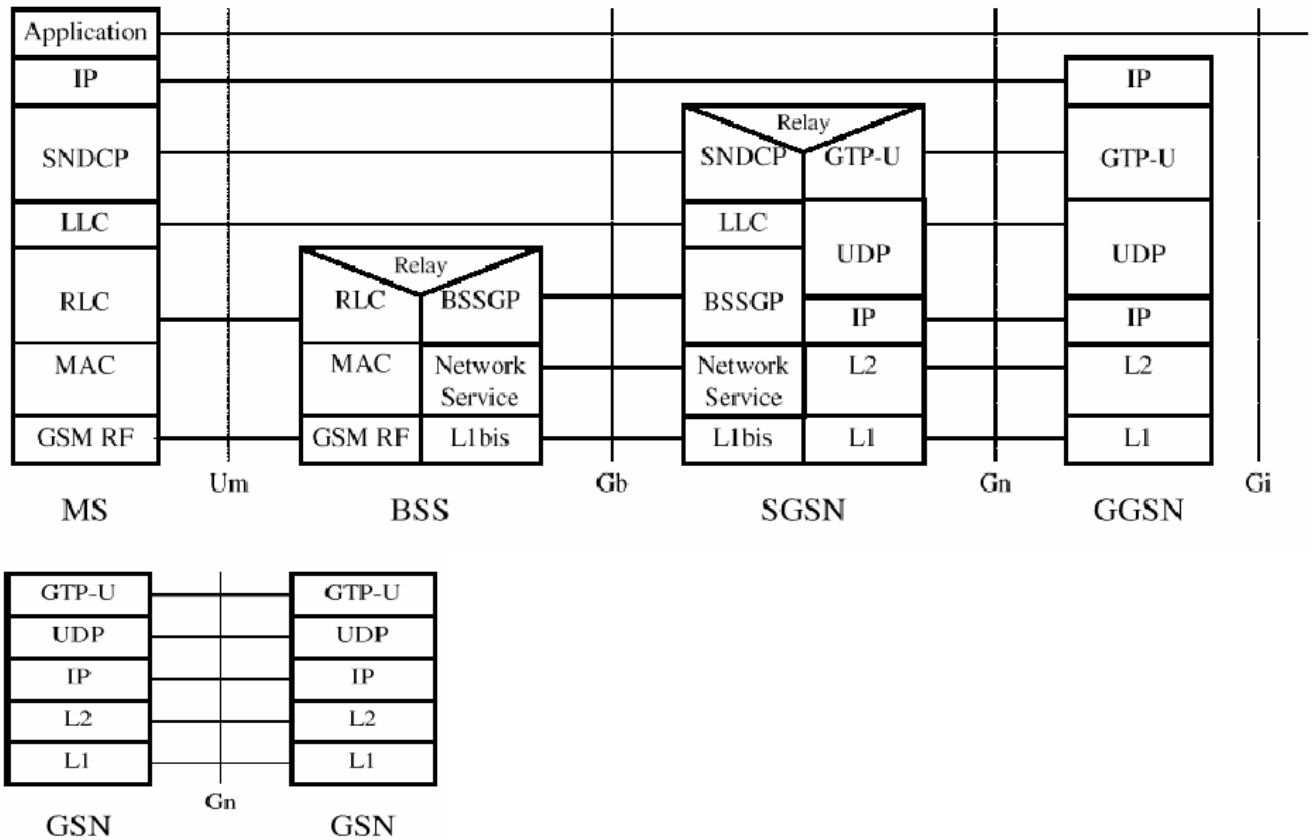 Application
IP
SNDCP
LLC
RLC
MAC
GSM RF
MS
Um
Relay
RLC
BSSGP
MAC
Network
Service
GSM RF
L1bis
BSS
Gb
Relay
SNDCP
GTP-U
LLC
UDP
BSSGP
IP
Network
Service
L2
L1bis
L1
SGSN
Gn
IP
GTP-U
UDP
IP
L2
L1
GGSN
Gi
GTP-U
UDP
IP
L2
L1
GSN
Gn
GTP-U
UDP
IP
L2
L1
GSN